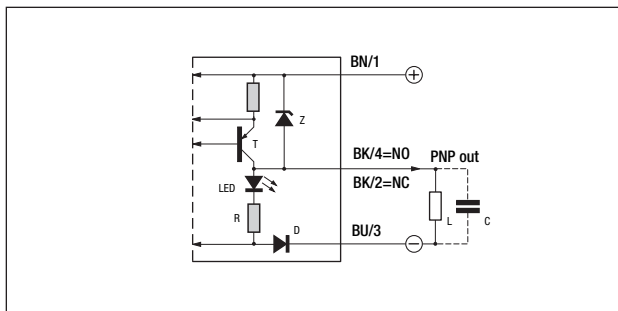 BN/1
+
Z
T
BK/4=NO PNP out
BK/2=NC
LED
R
L
C
D
BU/3
−